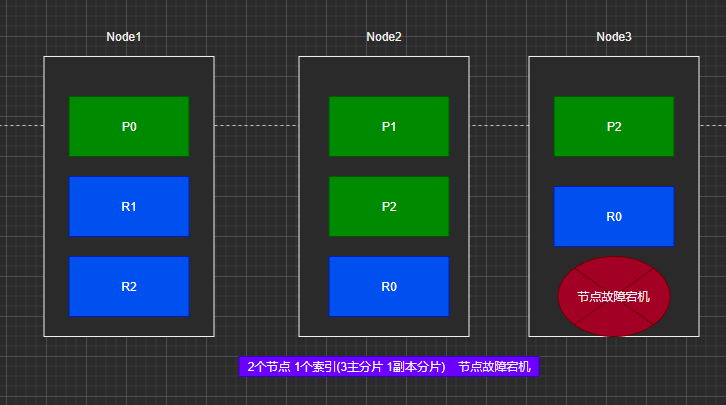 Node1
Node2
Node3
P0
P1
P2
R1
P2
R0
R2
R0
节点故障宕机
2个节点 1个索引(3主分片 1副本分片) 节点故障宕机